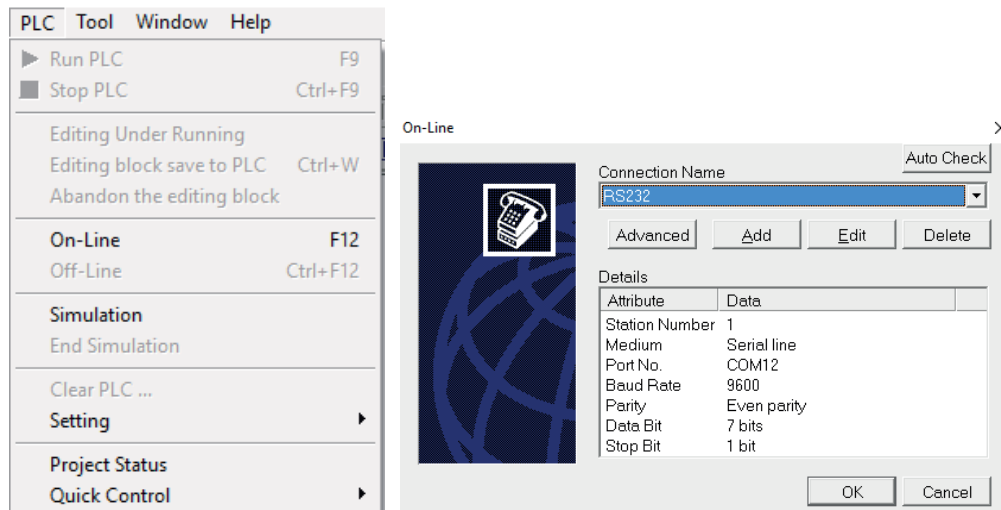 PLC Tool Window Help
Run PLC F9
Stop PLC Ctrl+F9
Editing Under Running
Editing block save to PLC Ctrl+W
Abandon the editing block
On-Line F12
Off-Line Ctrl+F12
Simulation
End Simulation
Clear PLC ...
Setting
Project Status
Quick Control
On-Line
Auto Check
Connection Name
RS232
Advanced Add Edit Delete
Details
Attribute Data
Station Number 1
Medium Serial line
Port No. COM12
Baud Rate 9600
Parity Even parity
Data Bit 7 bits
Stop Bit 1 bit
OK Cancel